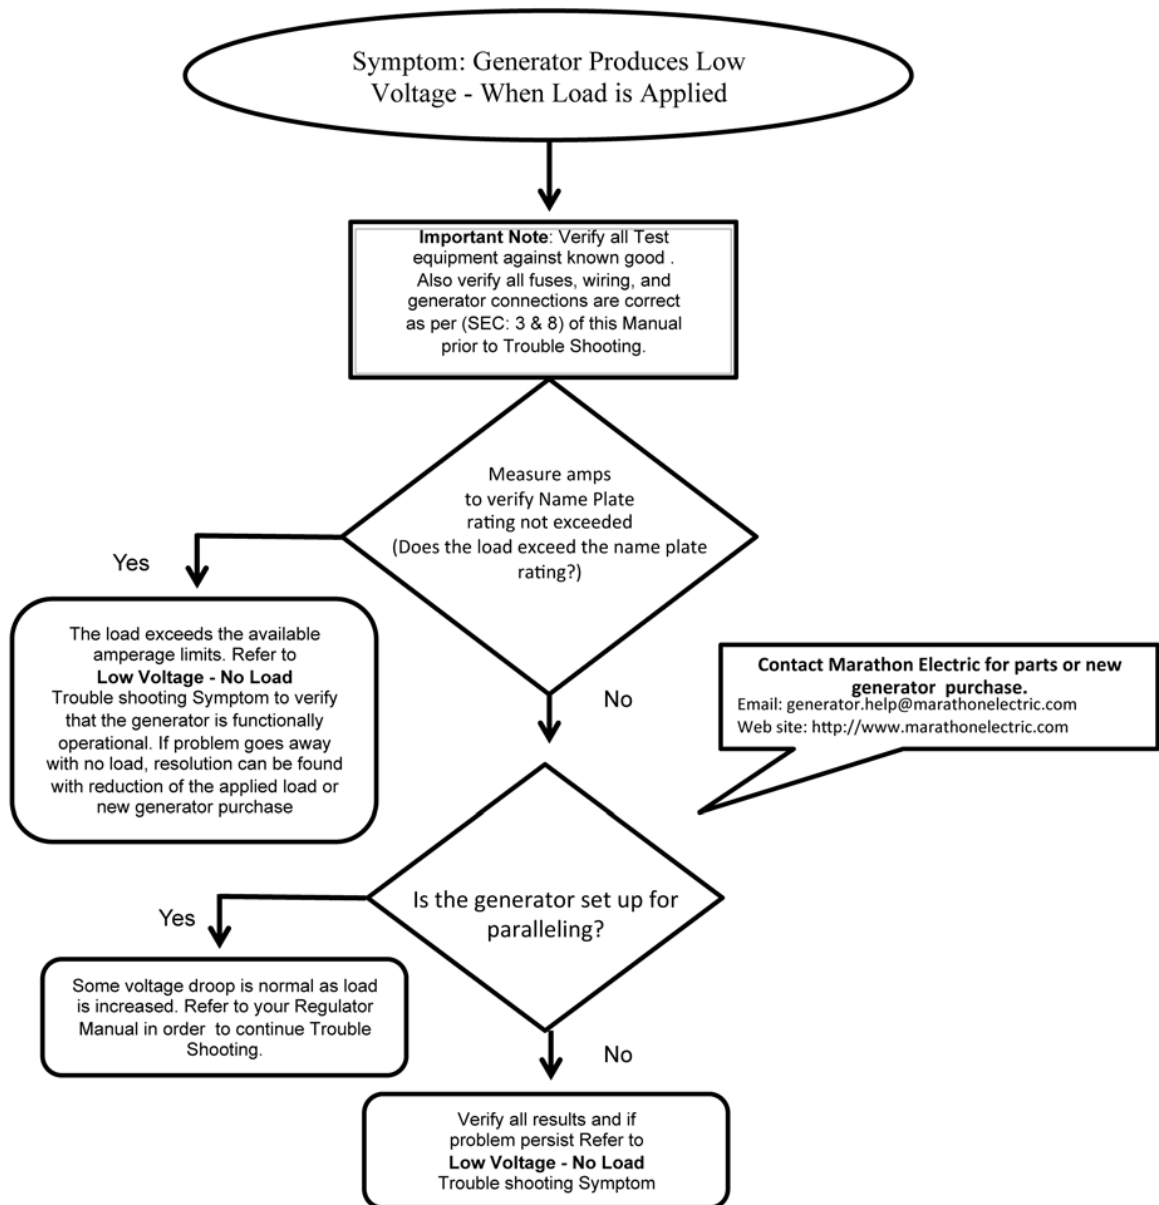 Symptom: Generator Produces Low
Voltage - When Load is Applied
Important Note: Verify all Test
equipment against known good .
Also verify all fuses, wiring, and
generator connections are correct
as per (SEC: 3 & 8) of this Manual
prior to Trouble Shooting.
Measure amps
to verify Name Plate
rating not exceeded
(Does the load exceed the name plate
rating?)
Yes
The load exceeds the available
amperage limits. Refer to
Low Voltage - No Load
Trouble shooting Symptom to verify
that the generator is functionally
operational. If problem goes away
with no load, resolution can be found
with reduction of the applied load or
new generator purchase
No
Contact Marathon Electric for parts or new
generator purchase.
Email: generator.help@marathonelectric.com
Web site: http://www.marathonelectric.com
Is the generator set up for
paralleling?
Yes
Some voltage droop is normal as load
is increased. Refer to your Regulator
Manual in order to continue Trouble
Shooting.
No
Verify all results and if
problem persist Refer to
Low Voltage - No Load
Trouble shooting Symptom